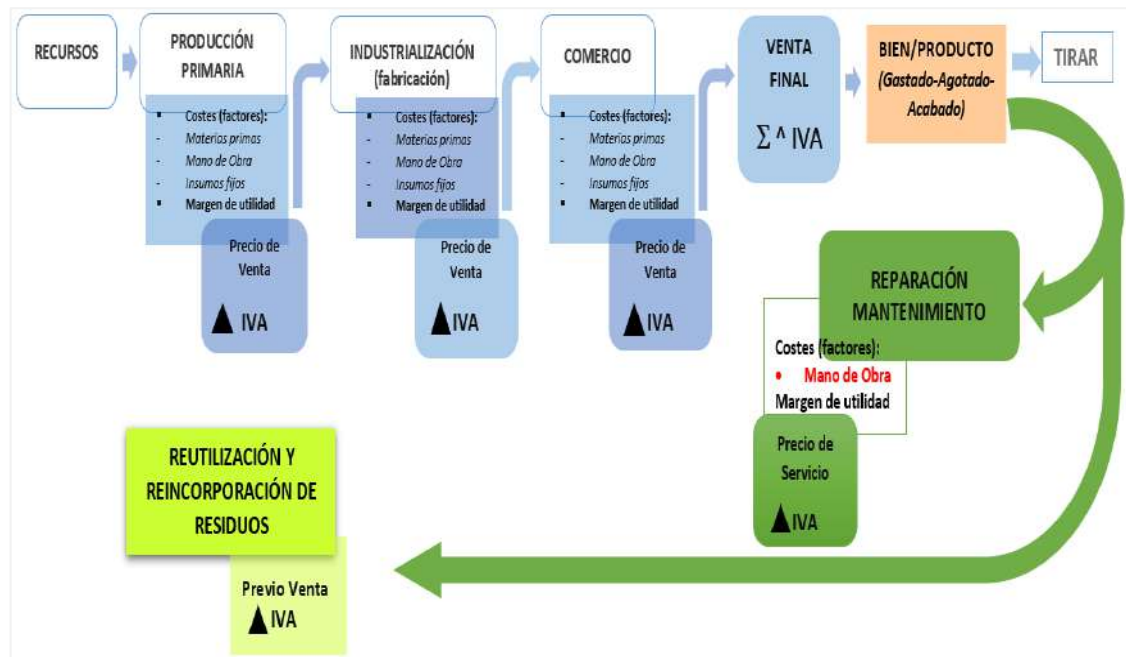 RECURSOS
PRODUCCIÓN
PRIMARIA
▪ Costes (factores):
- Materias primas
- Mano de Obra
- Insumos fijos
▪ Margen de utilidad
Precio de
Venta
▲ IVA
INDUSTRIALIZACIÓN
(fabricación)
▪ Costes (factores):
- Materias primas
- Mano de Obra
- Insumos fijos
▪ Margen de utilidad
Precio de
Venta
▲ IVA
COMERCIO
▪ Costes (factores):
- Materias primas
- Mano de Obra
- Insumos fijos
▪ Margen de utilidad
Precio de
Venta
▲ IVA
VENTA
FINAL
Σ ^ IVA
BIEN/PRODUCTO
(Gastado-Agotado-
Acabado)
TIRAR
REPARACIÓN
MANTENIMIENTO
Costes (factores):
• Mano de Obra
Margen de utilidad
Precio de
Servicio
▲ IVA
REUTILIZACIÓN Y
REINCORPORACIÓN DE
RESIDUOS
Previo Venta
▲ IVA